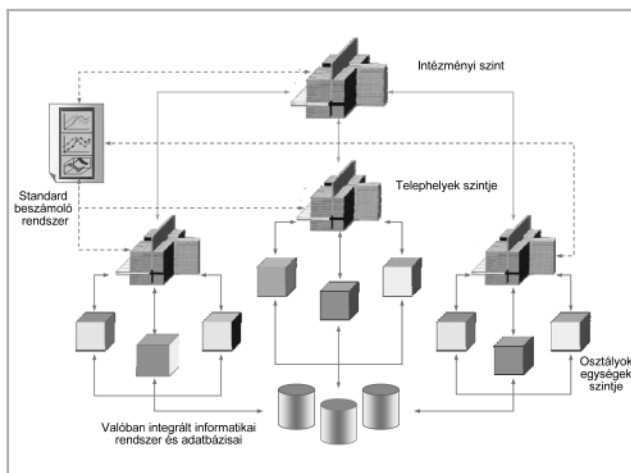 Intézményi szint
Telephelyek szintje
Standard
beszámoló
rendszer
Osztályok
egységek
szintje
Valóban integrált informatikai
rendszer és adatbázisai